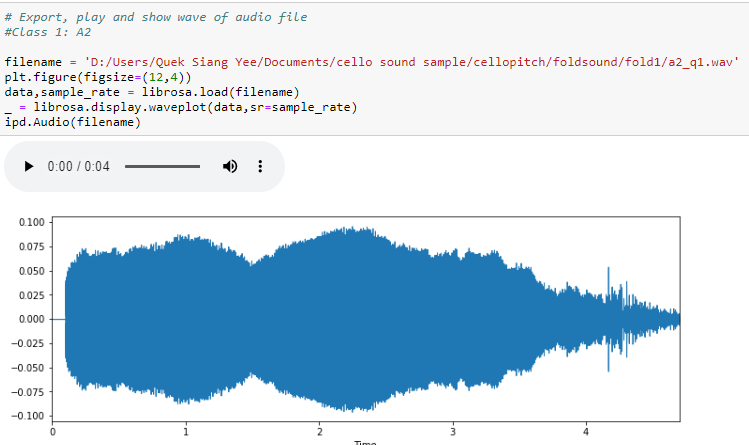 # Export, play and show wave of audio file
#Class 1: A2
filename = 'D:/Users/Quek Siang Yee/Documents/cello sound sample/cellopitch/foldsound/fold1/a2_q1.wav'
plt.figure(figsize=(12,4))
data,sample_rate = librosa.load(filename)
_ = librosa.display.waveplot(data,sr=sample_rate)
ipd.Audio(filename)
0:00 / 0:04
0.100
0.075
0.050
0.025
0.000
−0.025
−0.050
−0.075
−0.100
0 1 2 3 4
Time